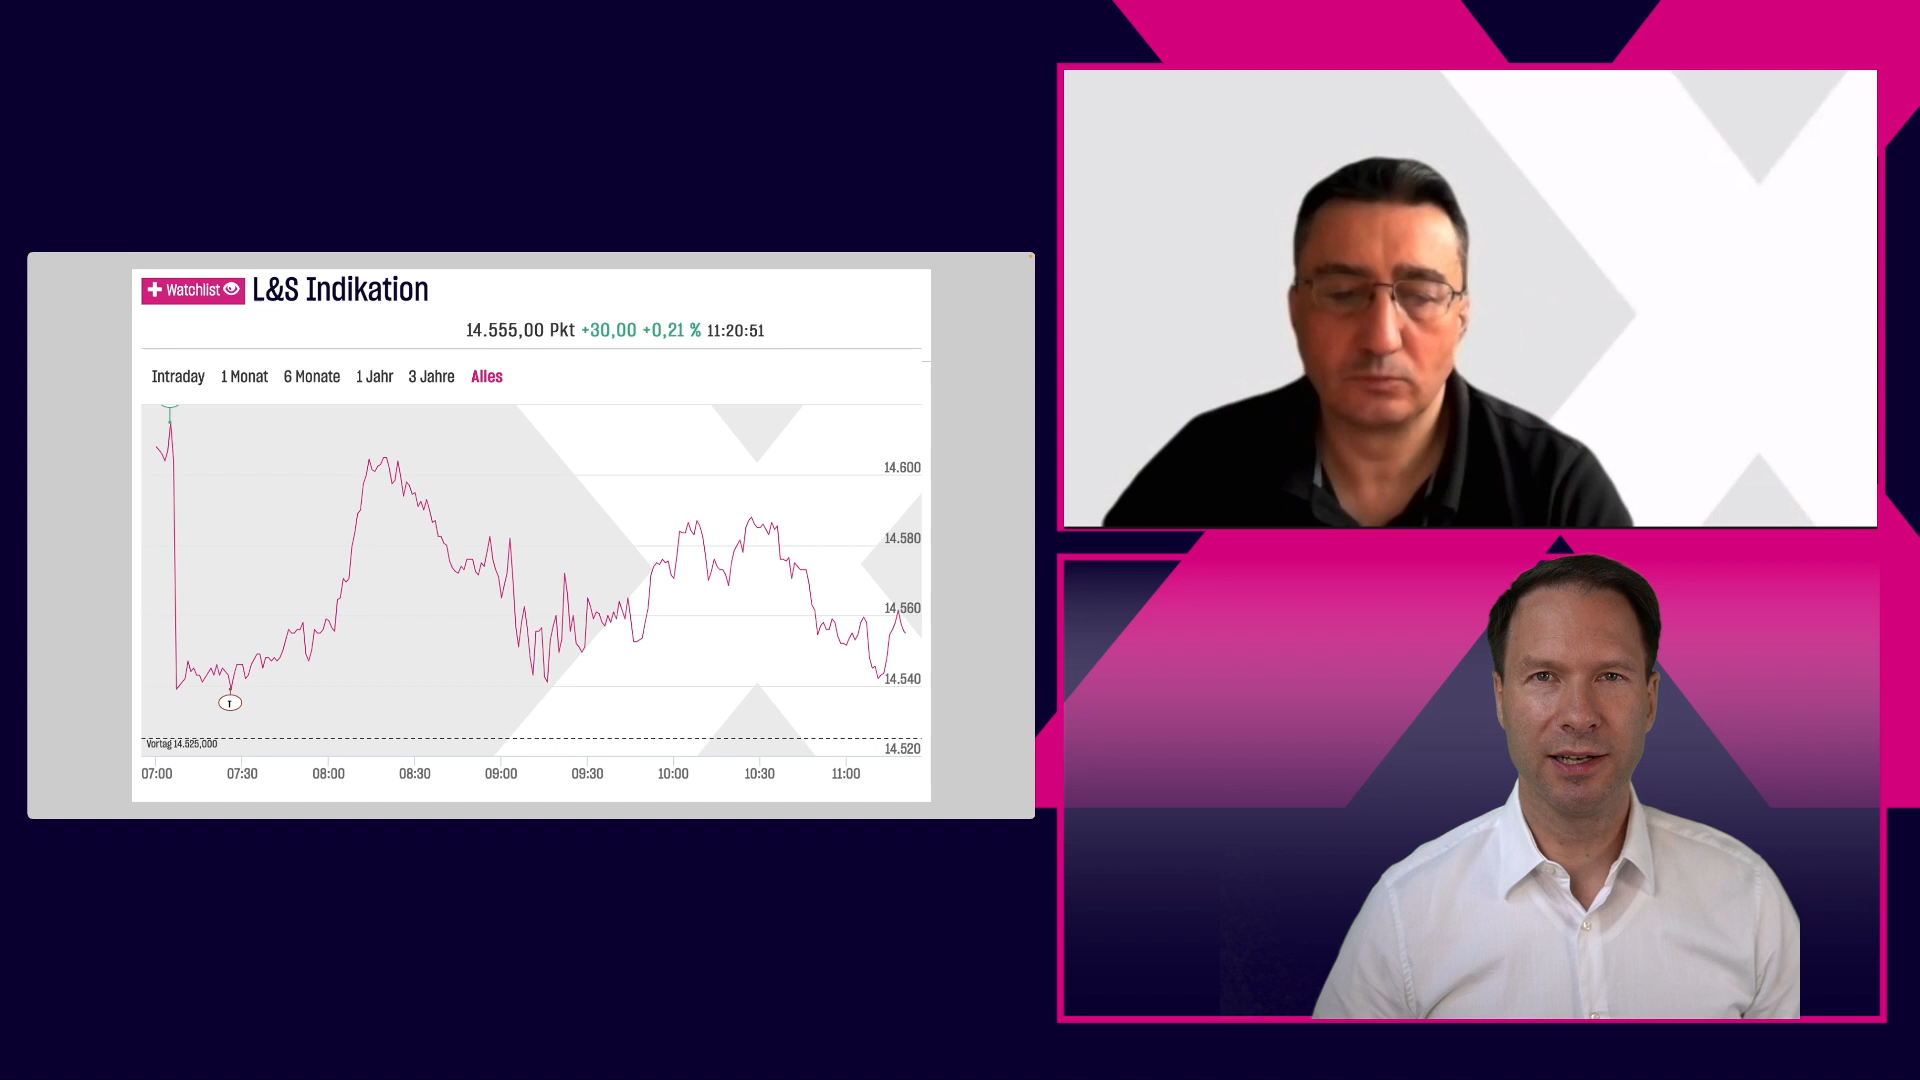 Watchlist L&S Indikation
14.555,00 Pkt +30,00 +0,21 % 11:20:51
Intraday 1 Monat 6 Monate 1 Jahr 3 Jahre Alles
14.600
14.580
14.560
14.540
T
Vortag 14.525,000
14.520
07:00 07:30 08:00 08:30 09:00 09:30 10:00 10:30 11:00